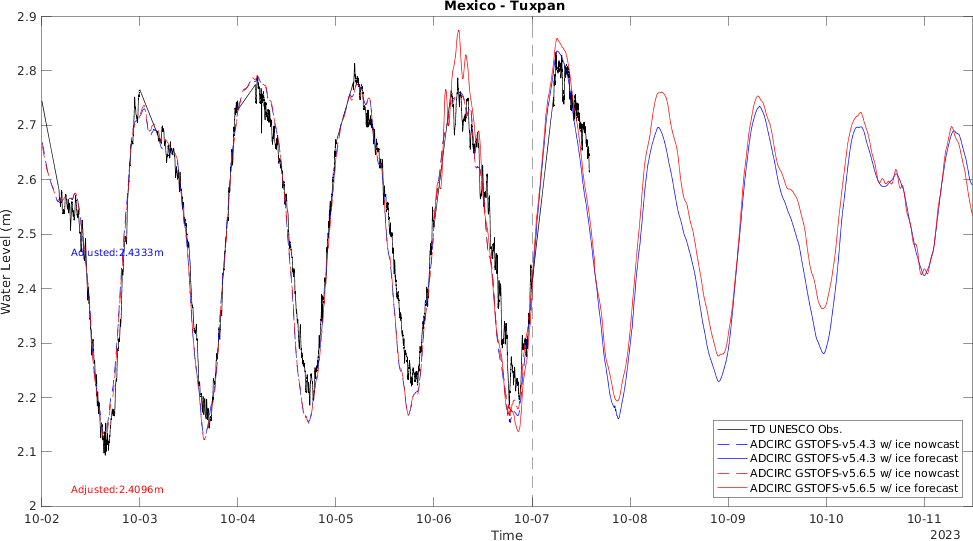 Mexico - Tuxpan
2.9
2.8
2.7
2.6
2.5
2.4
2.3
2.2
2.1
2
Water Level (m)
Adjusted:2.4333m
Adjusted:2.4096m
TD UNESCO Obs.
ADCIRC GSTOFS-v5.4.3 w/ ice nowcast
ADCIRC GSTOFS-v5.4.3 w/ ice forecast
ADCIRC GSTOFS-v5.6.5 w/ ice nowcast
ADCIRC GSTOFS-v5.6.5 w/ ice forecast
10-02 10-03 10-04 10-05 10-06 10-07 10-08 10-09 10-10 10-11
Time
2023